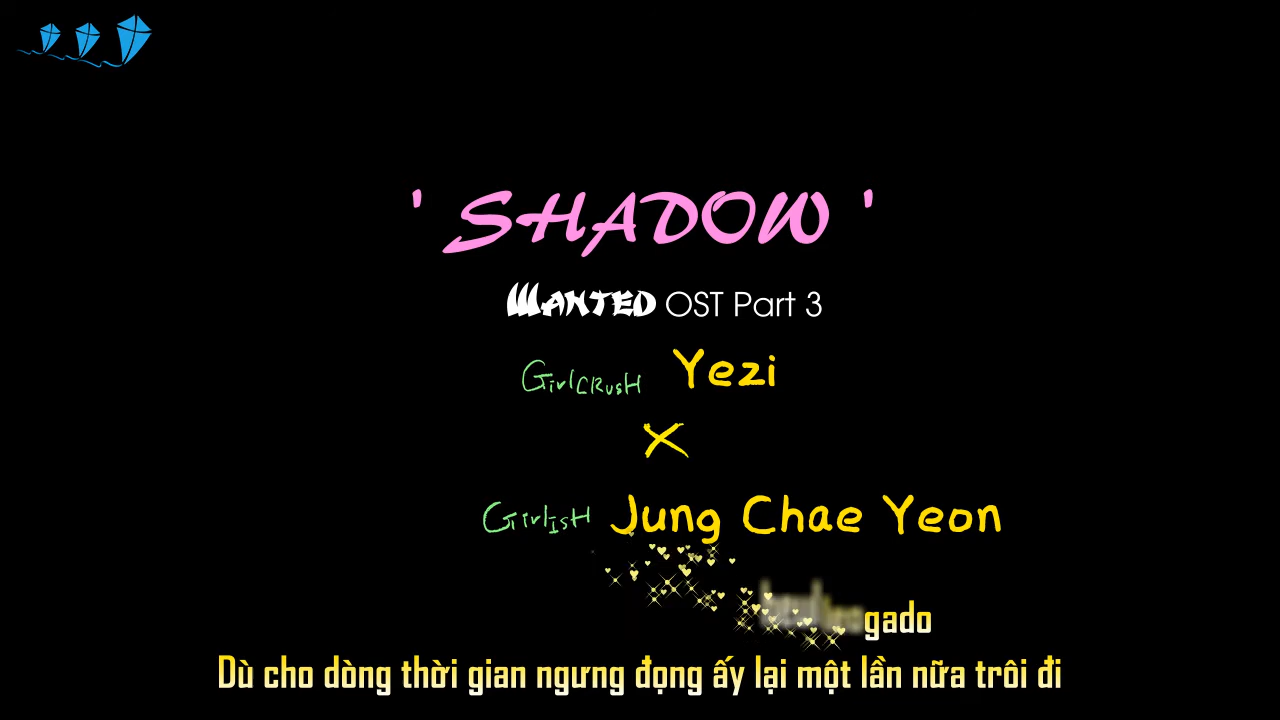 ' SHADOW '
WANTED OST Part 3
GirlCRusH Yezi
X
GirlisH Jung Chae Yeon
gado
Dù cho dòng thời gian ngưng đọng ấy lại một lần nữa trôi đi